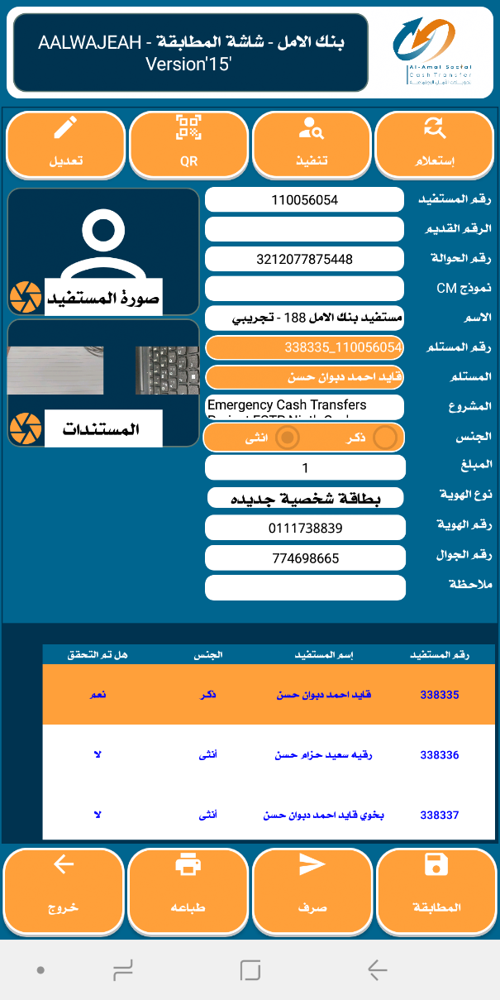 بنك الامل - شاشة المطابقة - AALWAJEAH
Version'15'
Al-Amal Social
Cash Transfer
إستعلام
تنفيذ
QR
تعديل
رقم المستفيد
110056054
الرقم القديم
رقم الحوالة
3212077875448
نموذج CM
الاسم
مستفيد بنك الامل 188 - تجريبي
رقم المستلم
338335_110056054
المستلم
قايد احمد دبوان حسن
المشروع
Emergency Cash Transfers
الجنس
ذكر
انثى
المبلغ
1
نوع الهوية
بطاقة شخصية جديده
رقم الهوية
0111738839
رقم الجوال
774698665
ملاحظة
صورة المستفيد
المستندات
رقم المستفيد إسم المستفيد الجنس هل تم التحقق
338335 قايد احمد دبوان حسن ذكر نعم
338336 رقيه سعيد حزام حسن أنثى لا
338337 بخوي قايد احمد دبوان حسن أنثى لا
المطابقة
صرف
طباعه
خروج